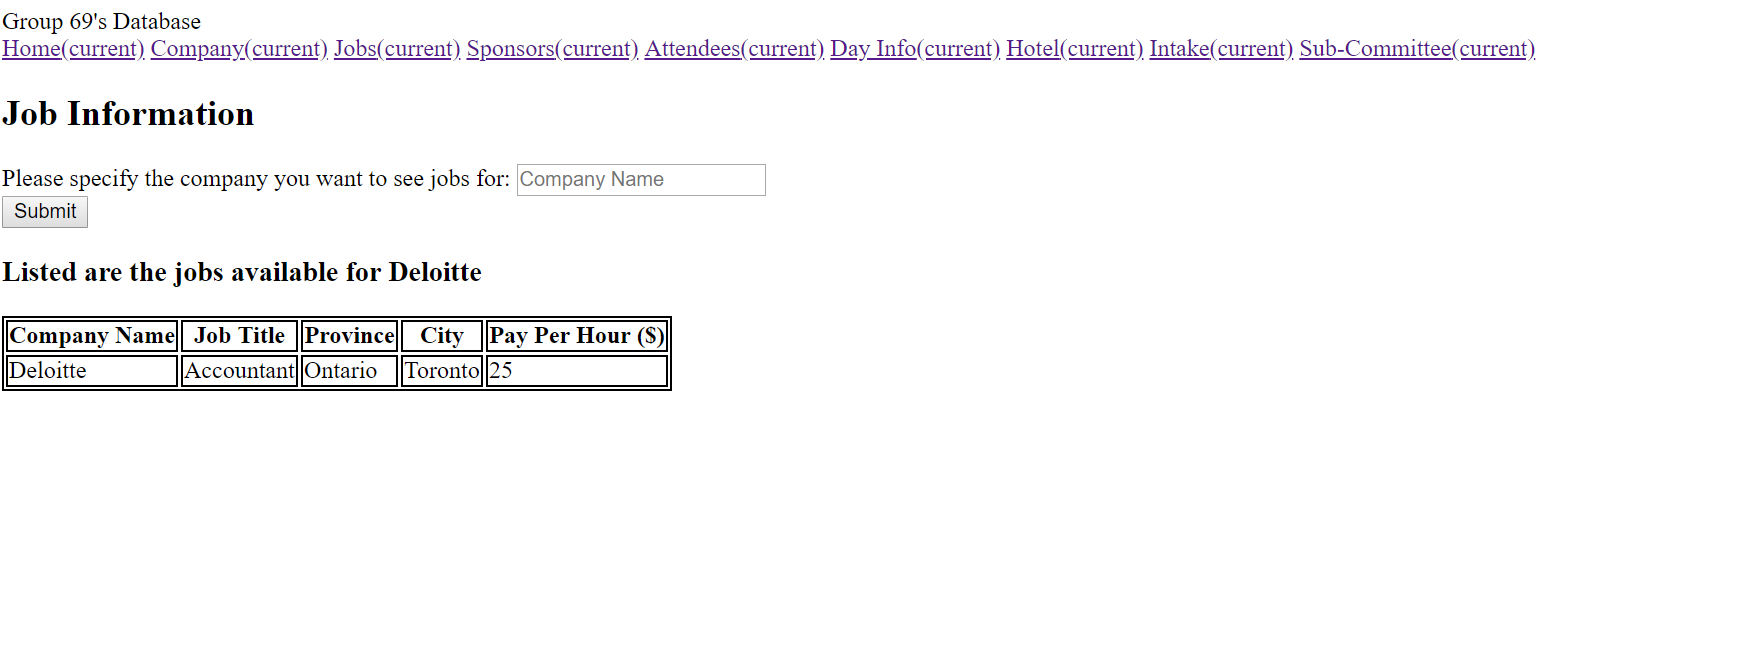 Group 69's Database
Home(current) Company(current) Jobs(current) Sponsors(current) Attendees(current) Day Info(current) Hotel(current) Intake(current) Sub-Committee(current)
Job Information
Please specify the company you want to see jobs for: Company Name
Submit
Listed are the jobs available for Deloitte
Company Name Job Title Province City Pay Per Hour ($)
Deloitte Accountant Ontario Toronto 25